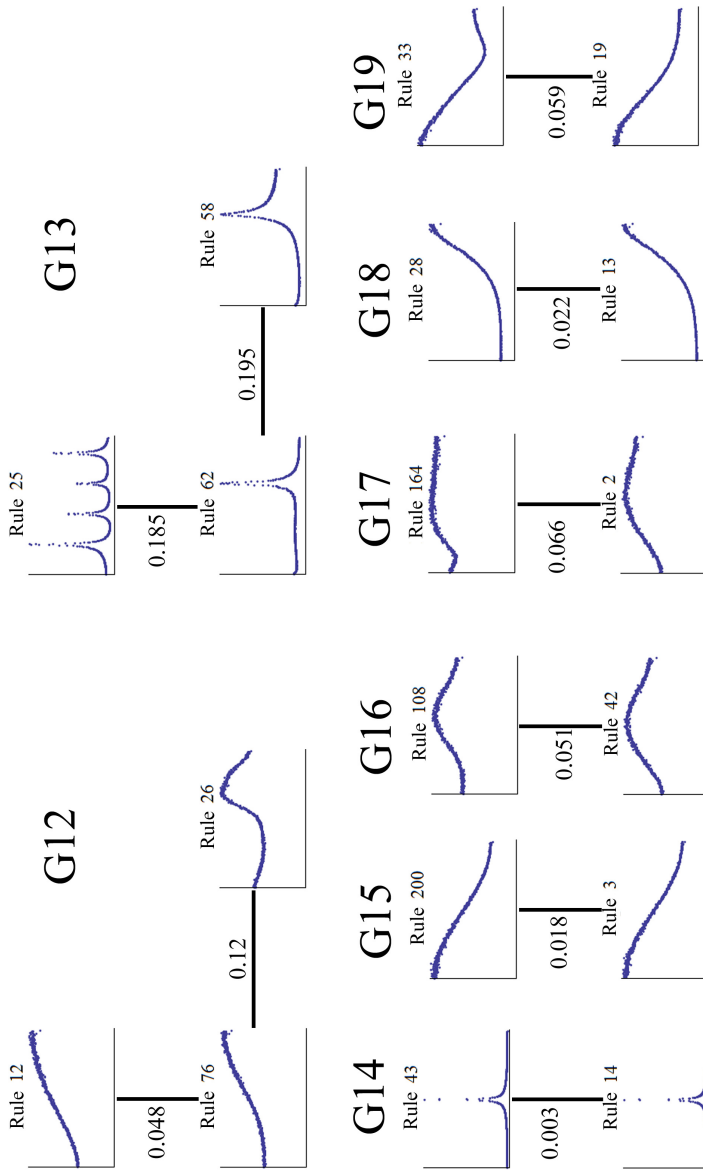 G12
G13
Rule 12
0.048
Rule 76
0.12
Rule 26
Rule 25
0.185
Rule 62
0.195
Rule 58
G14
Rule 43
0.003
Rule 14
G15
Rule 200
0.018
Rule 3
G16
Rule 108
0.051
Rule 42
G17
Rule 164
0.066
Rule 2
G18
Rule 28
0.022
Rule 13
G19
Rule 33
0.059
Rule 19